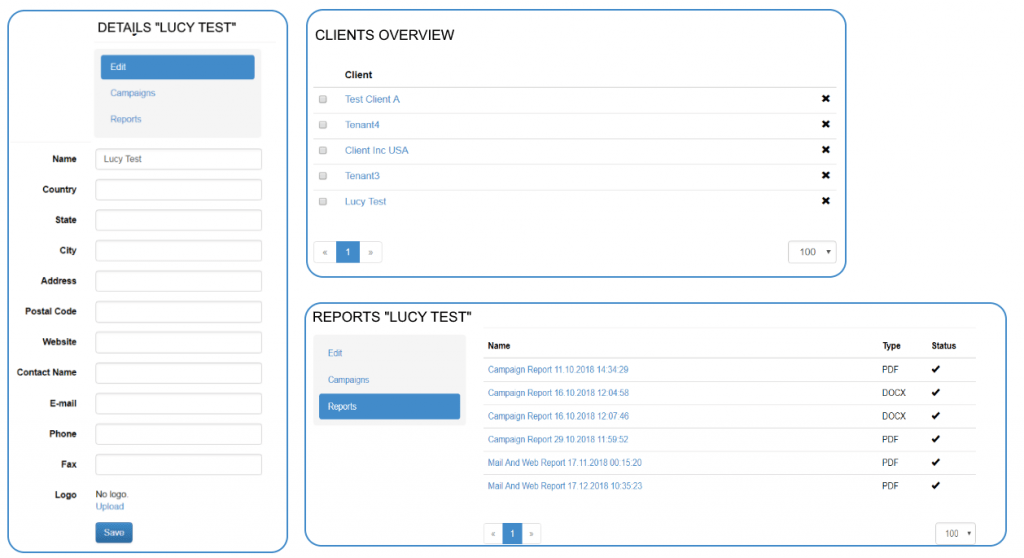 DETAILS "LUCY TEST"
Edit
Campaigns
Reports
Name Lucy Test
Country
State
City
Address
Postal Code
Website
Contact Name
E-mail
Phone
Fax
Logo No logo.
Upload
Save
CLIENTS OVERVIEW
Client
Test Client A ✖
Tenant4 ✖
Client Inc USA ✖
Tenant3 ✖
Lucy Test ✖
« 1 » 100
REPORTS "LUCY TEST"
Edit
Campaigns
Reports
Name Type Status
Campaign Report 11.10.2018 14:34:29 PDF ✔
Campaign Report 16.10.2018 12:04:58 DOCX ✔
Campaign Report 16.10.2018 12:07:46 DOCX ✔
Campaign Report 29.10.2018 11:59:52 PDF ✔
Mail And Web Report 17.11.2018 00:15:20 PDF ✔
Mail And Web Report 17.12.2018 10:35:23 PDF ✔
« 1 » 100